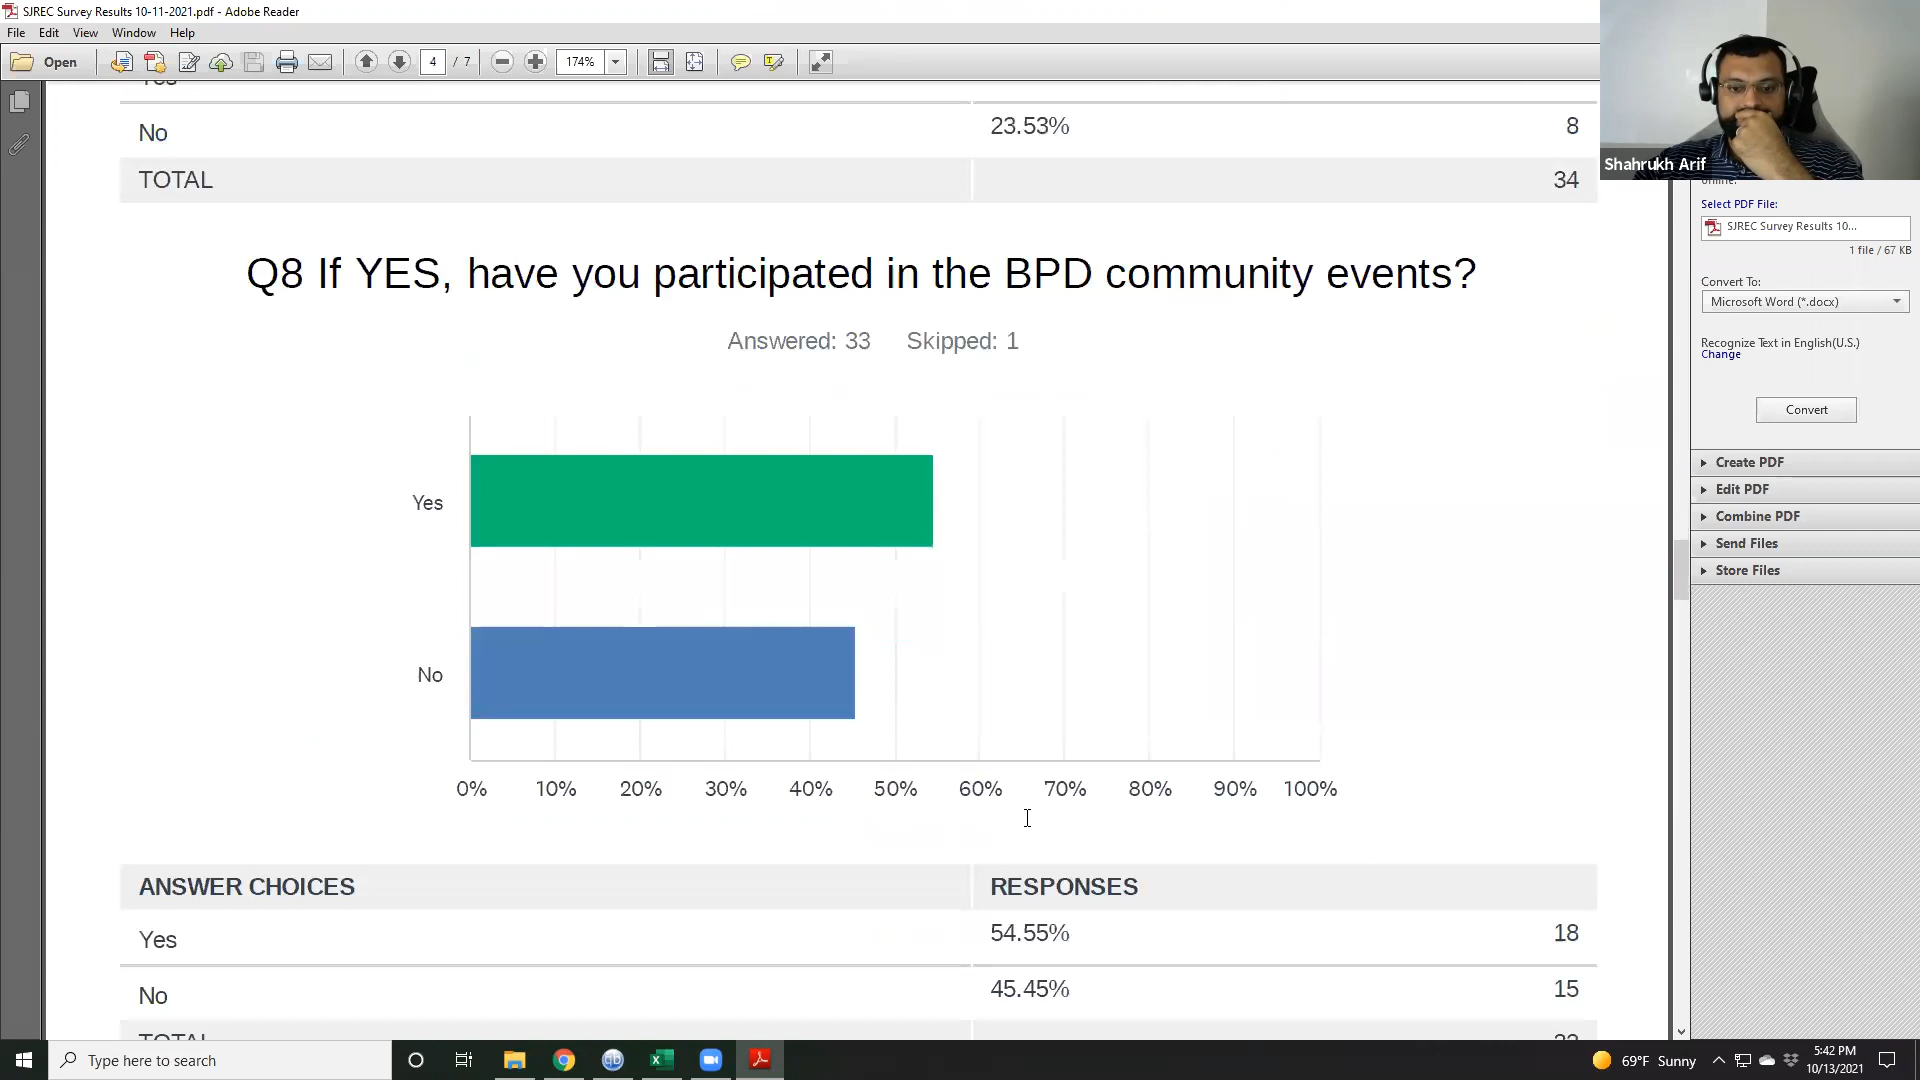 SJREC Survey Results 10-11-2021.pdf - Adobe Reader
File Edit View Window Help
Open 4 / 7 174%
Shahrukh Arif
No 23.53% 8
TOTAL 34
Q8 If YES, have you participated in the BPD community events?
Answered: 33 Skipped: 1
Yes
No
0% 10% 20% 30% 40% 50% 60% 70% 80% 90% 100%
ANSWER CHOICES RESPONSES
Yes 54.55% 18
No 45.45% 15
Select PDF File:
SJREC Survey Results 10...
1 file / 67 KB
Convert To:
Microsoft Word (*.docx)
Recognize Text in English(U.S.)
Change
Convert
Create PDF
Edit PDF
Combine PDF
Send Files
Store Files
Type here to search
69°F Sunny
5:42 PM
10/13/2021